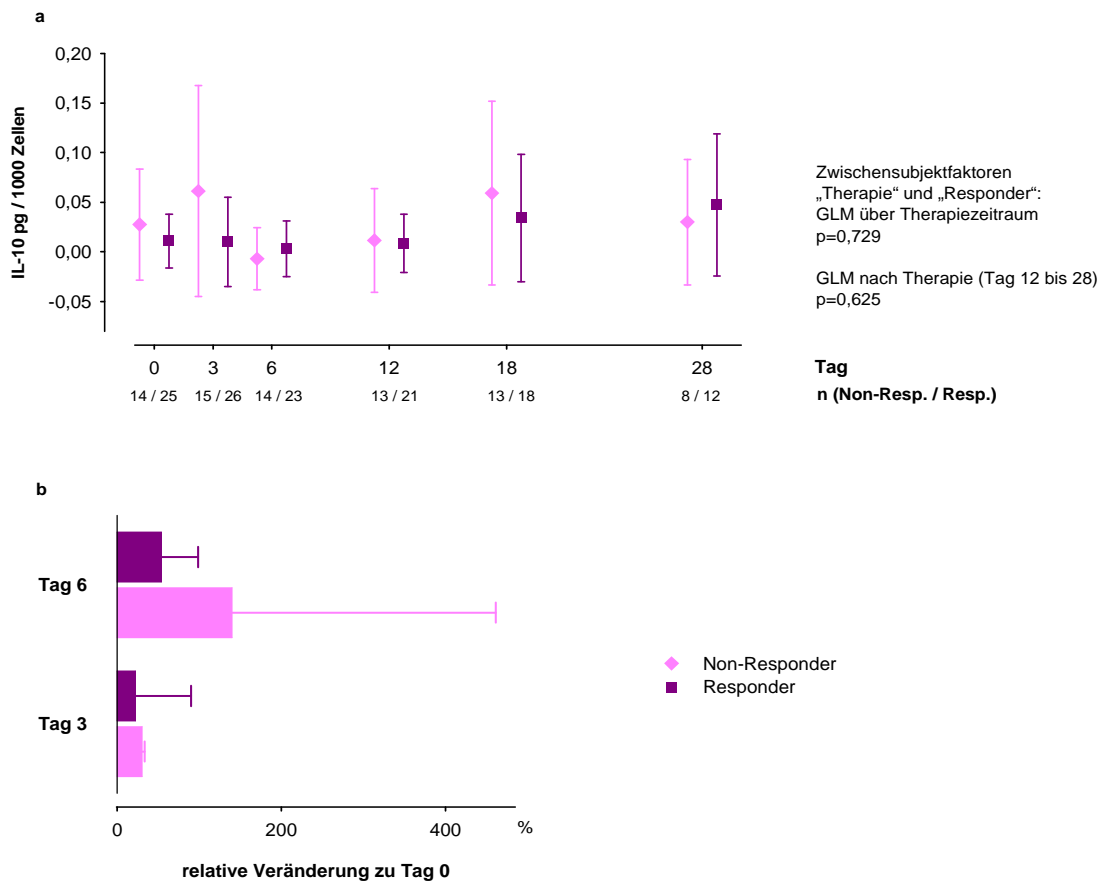 a
0,20
0,15
0,10
0,05
0,00
-0,05
IL-10 pg / 1000 Zellen
Zwischensubjektfaktoren
„Therapie“ und „Responder“:
GLM über Therapiezeitraum
p=0,729
GLM nach Therapie (Tag 12 bis 28)
p=0,625
0 3 6 12 18 28 Tag
14 / 25 15 / 26 14 / 23 13 / 21 13 / 18 8 / 12 n (Non-Resp. / Resp.)
b
Tag 6
Tag 3
Non-Responder
Responder
0 200 400 %
relative Veränderung zu Tag 0